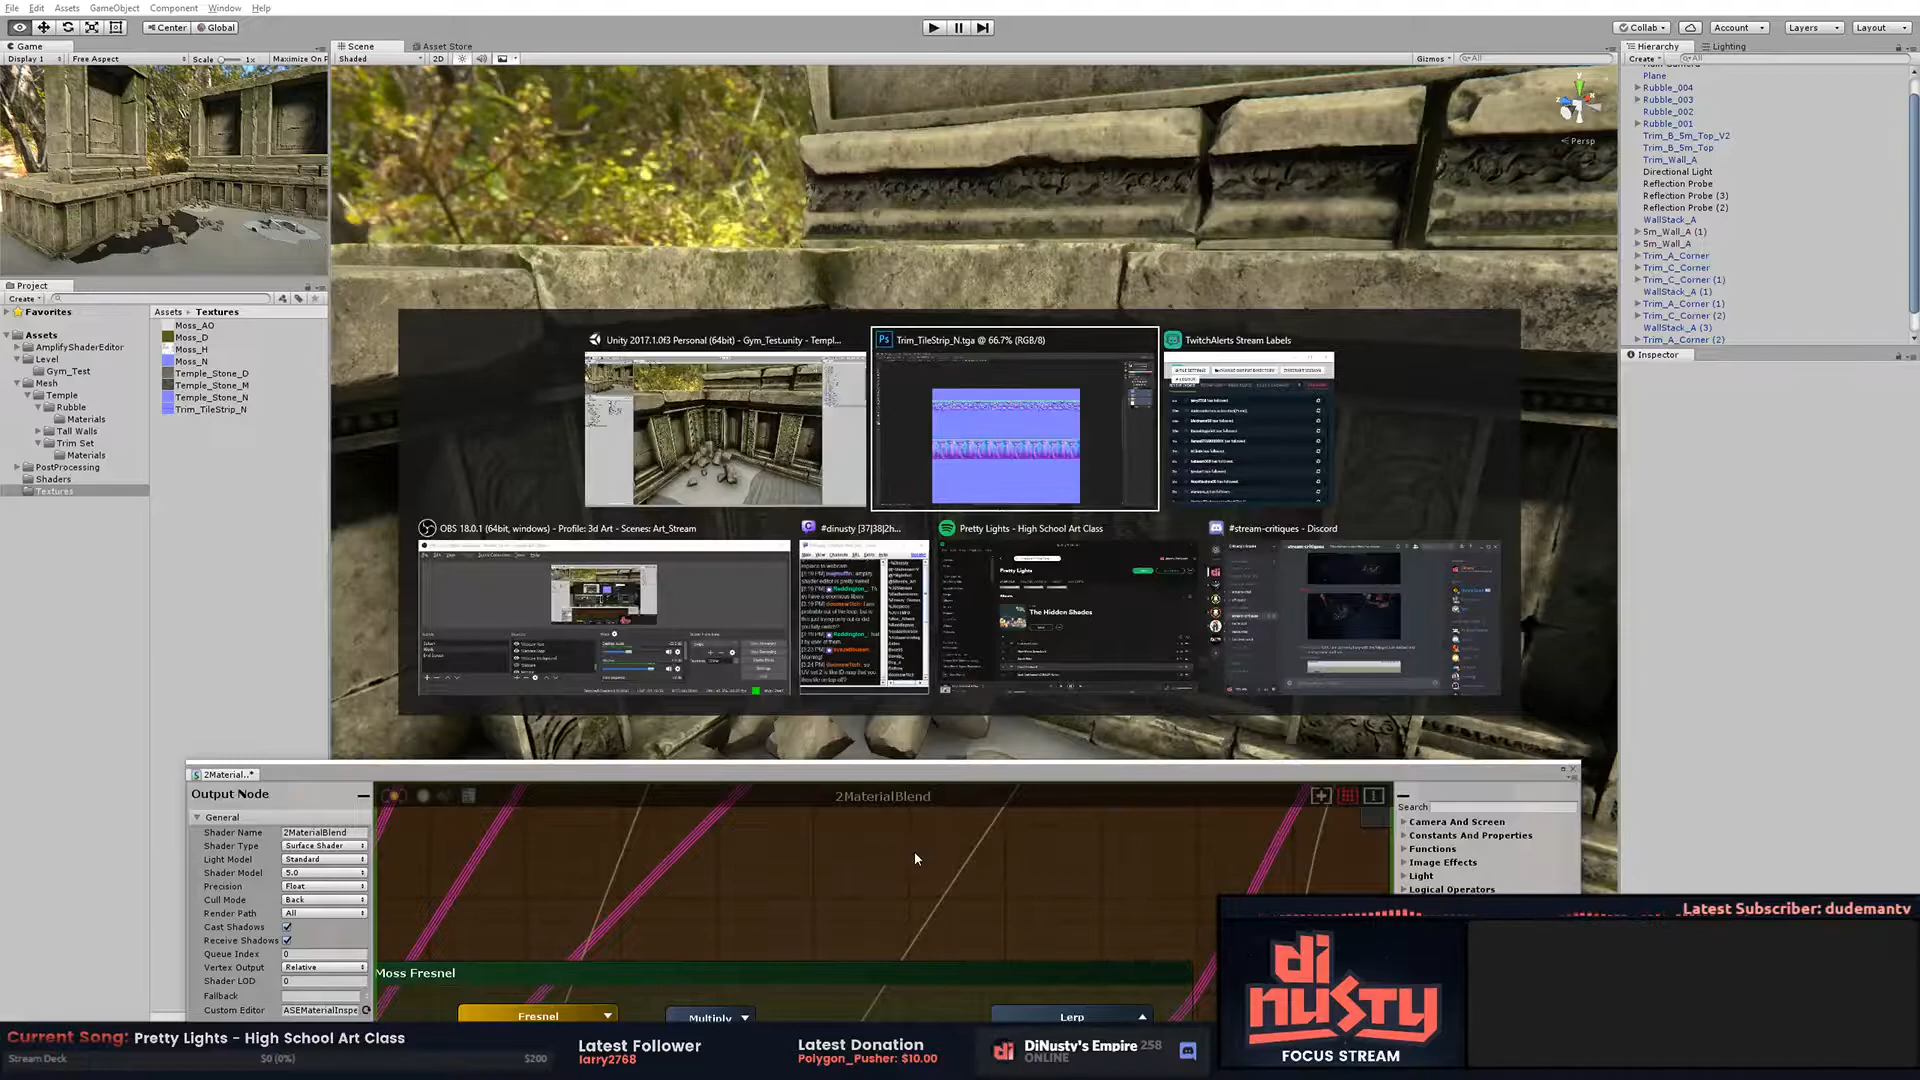 File Edit Assets GameObject Component Window Help
Center Global
Collab Account Layers Layout
Game
Display 1 Free Aspect Scale 1x Maximize On P
Scene Asset Store
Shaded 2D Gizmos All
Persp
Hierarchy Lighting
Create All
Plane
Rubble_004
Rubble_003
Rubble_002
Rubble_001
Trim_B_5m_Top_V2
Trim_B_5m_Top
Trim_Wall_A
Directional Light
Reflection Probe
Reflection Probe (3)
Reflection Probe (2)
WallStack_A
5m_Wall_A (1)
5m_Wall_A
Trim_A_Corner
Trim_C_Corner
Trim_C_Corner (1)
WallStack_A (1)
Trim_A_Corner (1)
Trim_C_Corner (2)
WallStack_A (3)
Trim_A_Corner (2)
Inspector
Project
Create
Favorites
Assets
AmplifyShaderEditor
Level
Gym_Test
Mesh
Temple
Rubble
Materials
Tall Walls
Trim Set
Materials
PostProcessing
Shaders
Textures
Assets Textures
Moss_AO
Moss_D
Moss_H
Moss_N
Temple_Stone_D
Temple_Stone_M
Temple_Stone_N
Trim_TileStrip_N
Unity 2017.1.0f3 Personal (64bit) - Gym_Test.unity - Templ...
Ps Trim_TileStrip_N.tga @ 66.7% (RGB/8)
TwitchAlerts Stream Labels
OBS 18.0.1 (64bit, windows) - Profile: 3d Art - Scenes: Art_Stream
#dinusty [37|38]2h...
Pretty Lights - High School Art Class
Pretty Lights
The Hidden Shades
#stream-critiques - Discord
2Material..*
Output Node
General
Shader Name 2MaterialBlend
Shader Type Surface Shader
Light Model Standard
Shader Model 5.0
Precision Float
Cull Mode Back
Render Path All
Cast Shadows
Receive Shadows
Queue Index 0
Vertex Output Relative
Shader LOD 0
Fallback
Custom Editor ASEMaterialInspe
2MaterialBlend
Moss Fresnel
Fresnel
Multiply
Lerp
Search
Camera And Screen
Constants And Properties
Functions
Image Effects
Light
Logical Operators
Latest Subscriber: dudemantv
di
nusty
FOCUS STREAM
Current Song: Pretty Lights - High School Art Class
Stream Deck $0 (0%) $200
Latest Follower
larry2768
Latest Donation
Polygon_Pusher: $10.00
di DiNusty's Empire 258
ONLINE